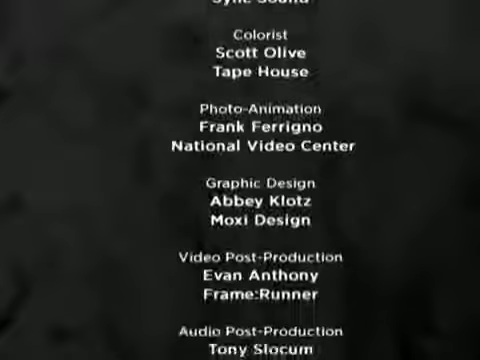 Sync Sound
Colorist
Scott Olive
Tape House
Photo-Animation
Frank Ferrigno
National Video Center
Graphic Design
Abbey Klotz
Moxi Design
Video Post-Production
Evan Anthony
Frame:Runner
Audio Post-Production
Tony Slocum